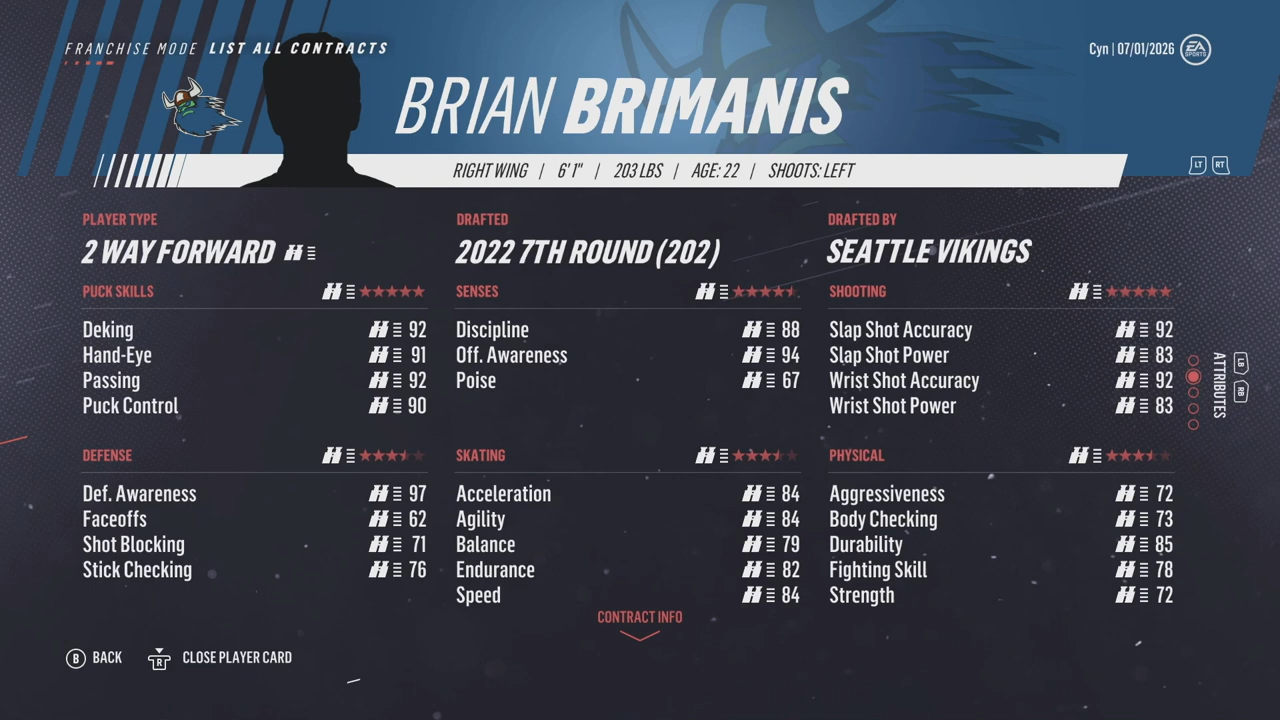 FRANCHISE MODE LIST ALL CONTRACTS
Cyn | 07/01/2026
EA SPORTS
BRIAN BRIMANIS
RIGHT WING / 6' 1" / 203 LBS / AGE: 22 / SHOOTS: LEFT
LT RT
PLAYER TYPE
2 WAY FORWARD
DRAFTED
2022 7TH ROUND (202)
DRAFTED BY
SEATTLE VIKINGS
PUCK SKILLS
Deking 92
Hand-Eye 91
Passing 92
Puck Control 90
SENSES
Discipline 88
Off. Awareness 94
Poise 67
SHOOTING
Slap Shot Accuracy 92
Slap Shot Power 83
Wrist Shot Accuracy 92
Wrist Shot Power 83
ATTRIBUTES
LB RB
DEFENSE
Def. Awareness 97
Faceoffs 62
Shot Blocking 71
Stick Checking 76
SKATING
Acceleration 84
Agility 84
Balance 79
Endurance 82
Speed 84
PHYSICAL
Aggressiveness 72
Body Checking 73
Durability 85
Fighting Skill 78
Strength 72
CONTRACT INFO
B BACK R CLOSE PLAYER CARD